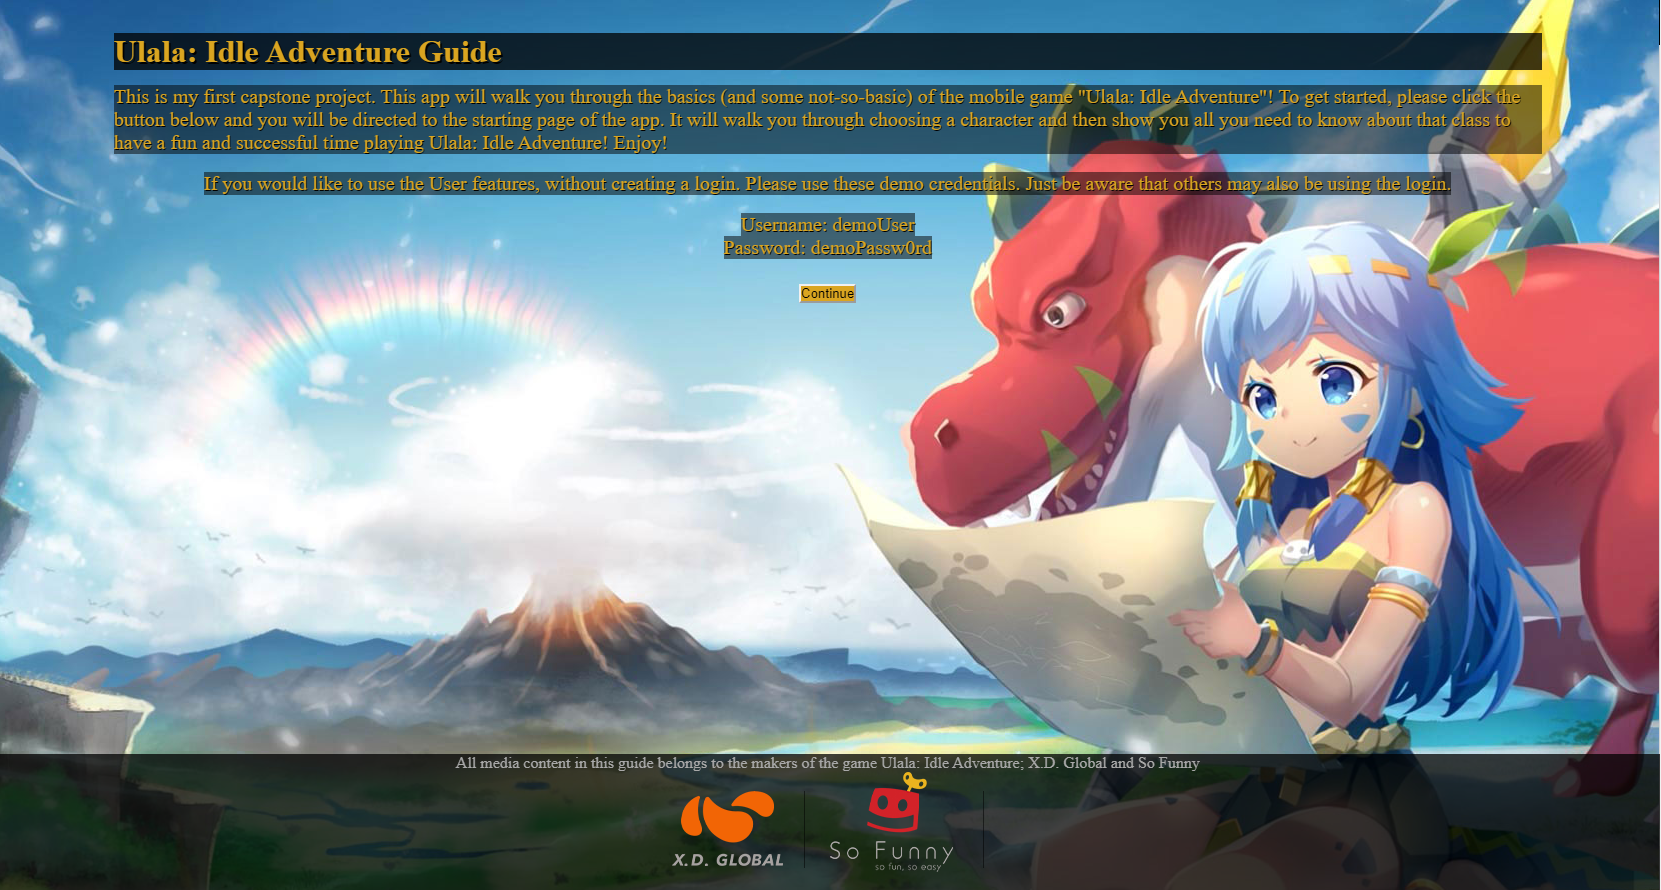 Ulala: Idle Adventure Guide
This is my first capstone project. This app will walk you through the basics (and some not-so-basic) of the mobile game "Ulala: Idle Adventure"! To get started, please click the
button below and you will be directed to the starting page of the app. It will walk you through choosing a character and then show you all you need to know about that class to
have a fun and successful time playing Ulala: Idle Adventure! Enjoy!
If you would like to use the User features, without creating a login. Please use these demo credentials. Just be aware that others may also be using the login.
Username: demoUser
Password: demoPassw0rd
Continue
All media content in this guide belongs to the makers of the game Ulala: Idle Adventure; X.D. Global and So Funny
X.D. GLOBAL
So Funny
so fun, so easy